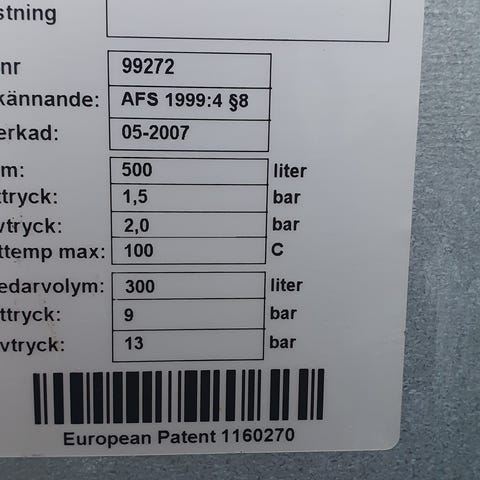 stning
nr 99272
kännande: AFS 1999:4 §8
erkad: 05-2007
m: 500 liter
ttryck: 1,5 bar
vtryck: 2,0 bar
ttemp max: 100 C
edarvolym: 300 liter
ttryck: 9 bar
vtryck: 13 bar
European Patent 1160270